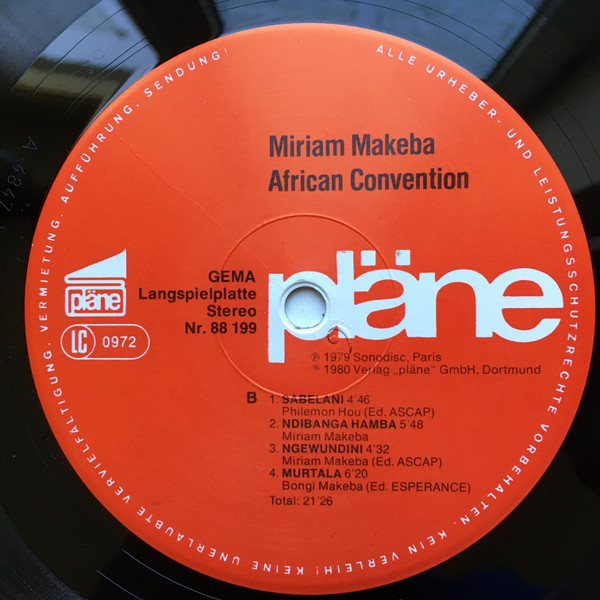 ALLE URHEBER- UND LEISTUNGSSCHUTZRECHTE VORBEHALTEN. KEIN VERLEIH! KEINE UNERLAUBTE VERVIELFÄLTIGUNG, VERMIETUNG, AUFFÜHRUNG, SENDUNG!
Miriam Makeba
African Convention
pläne
LC 0972
GEMA
Langspielplatte
Stereo
Nr. 88 199
pläne
℗ 1979 Sonodisc, Paris
℗ 1980 Verlag „pläne" GmbH, Dortmund
B 1. SABELANI 4'46
Philemon Hou (Ed. ASCAP)
2. NDIBANGA HAMBA 5'48
Miriam Makeba
3. NGEWUNDINI 4'32
Miriam Makeba (Ed. ASCAP)
4. MURTALA 6'20
Bongi Makeba (Ed. ESPERANCE)
Total: 21'26